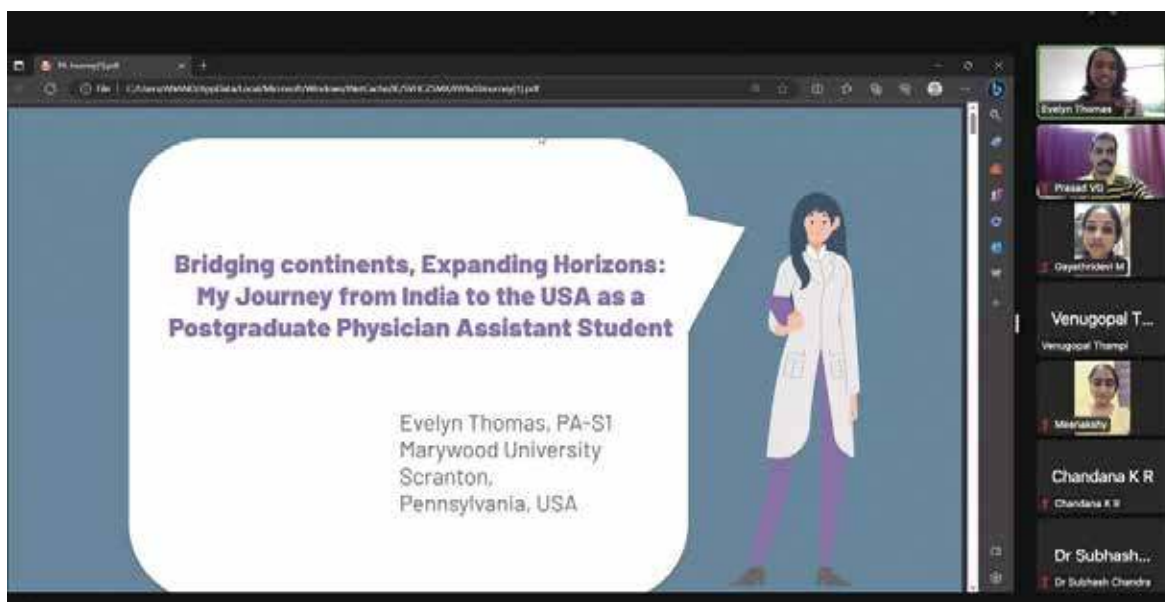 File
Bridging continents, Expanding Horizons:
My Journey from India to the USA as a
Postgraduate Physician Assistant Student
Evelyn Thomas, PA-S1
Marywood University
Scranton,
Pennsylvania, USA
Evelyn Thomas
Prasad VG
Gayathridevi M
Venugopal T...
Venugopal Thampi
Meenakshy
Chandana K R
Chandana K R
Dr Subhash...
Dr Subhash Chandra